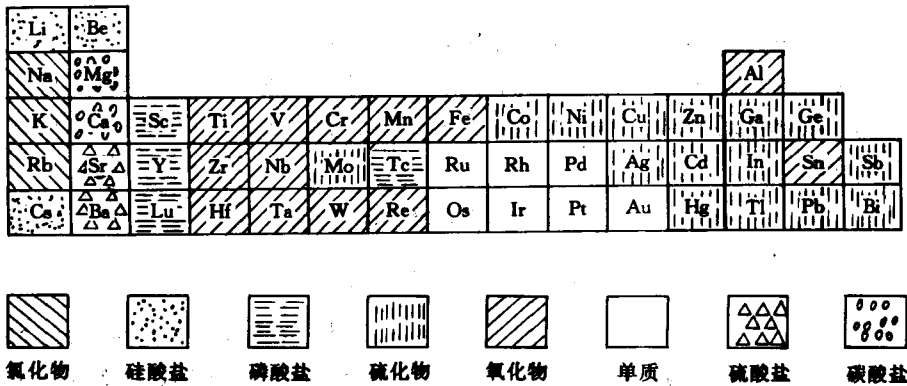 Li Be
Na Mg Al
K Ca Sc Ti V Cr Mn Fe Co Ni Cu Zn Ga Ge
Rb Sr Y Zr Nb Mo Tc Ru Rh Pd Ag Cd In Sn Sb
Cs Ba Lu Hf Ta W Re Os Ir Pt Au Hg Tl Pb Bi
氯化物 硅酸盐 磷酸盐 硫化物 氧化物 单质 硫酸盐 碳酸盐